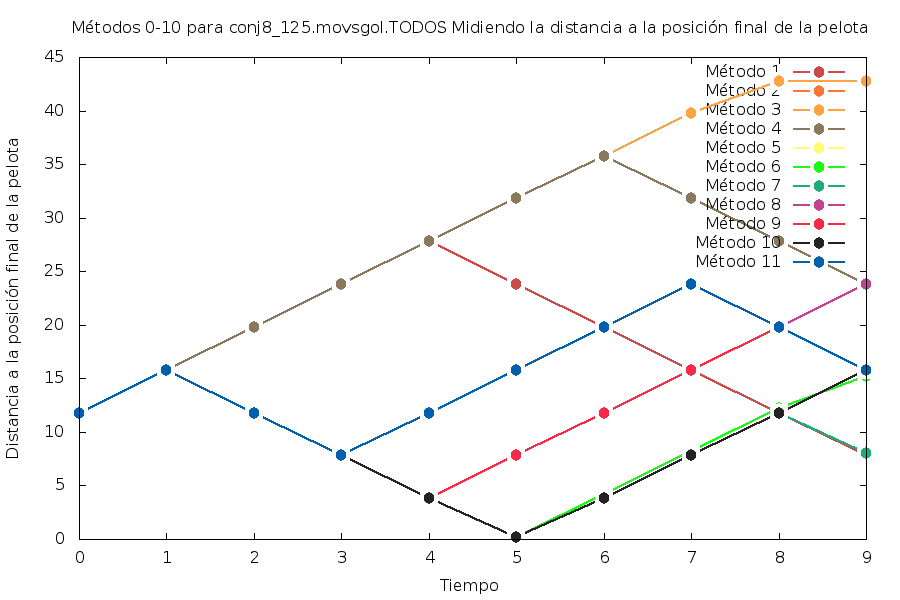 Métodos 0-10 para conj8_125.movsgol.TODOS Midiendo la distancia a la posición final de la pelota
45
40
35
30
25
20
15
10
5
0
Distancia a la posición final de la pelota
Método 1
Método 2
Método 3
Método 4
Método 5
Método 6
Método 7
Método 8
Método 9
Método 10
Método 11
0 1 2 3 4 5 6 7 8 9
Tiempo